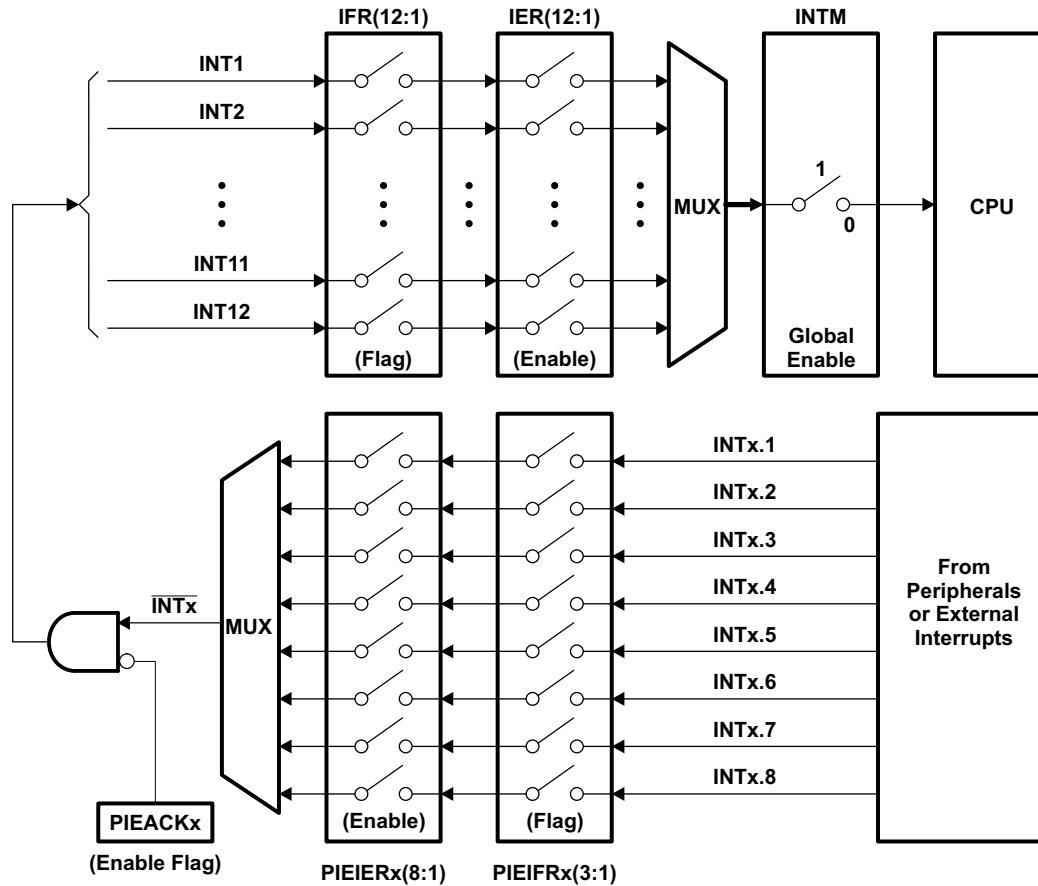 IFR(12:1)
IER(12:1)
INTM
INT1
INT2
INT11
INT12
(Flag)
(Enable)
MUX
1
0
Global
Enable
CPU
INTx.1
INTx.2
INTx.3
INTx.4
INTx.5
INTx.6
INTx.7
INTx.8
From
Peripherals
or External
Interrupts
INTx
MUX
PIEACKx
(Enable Flag)
(Enable)
(Flag)
PIEIERx(8:1)
PIEIFRx(3:1)